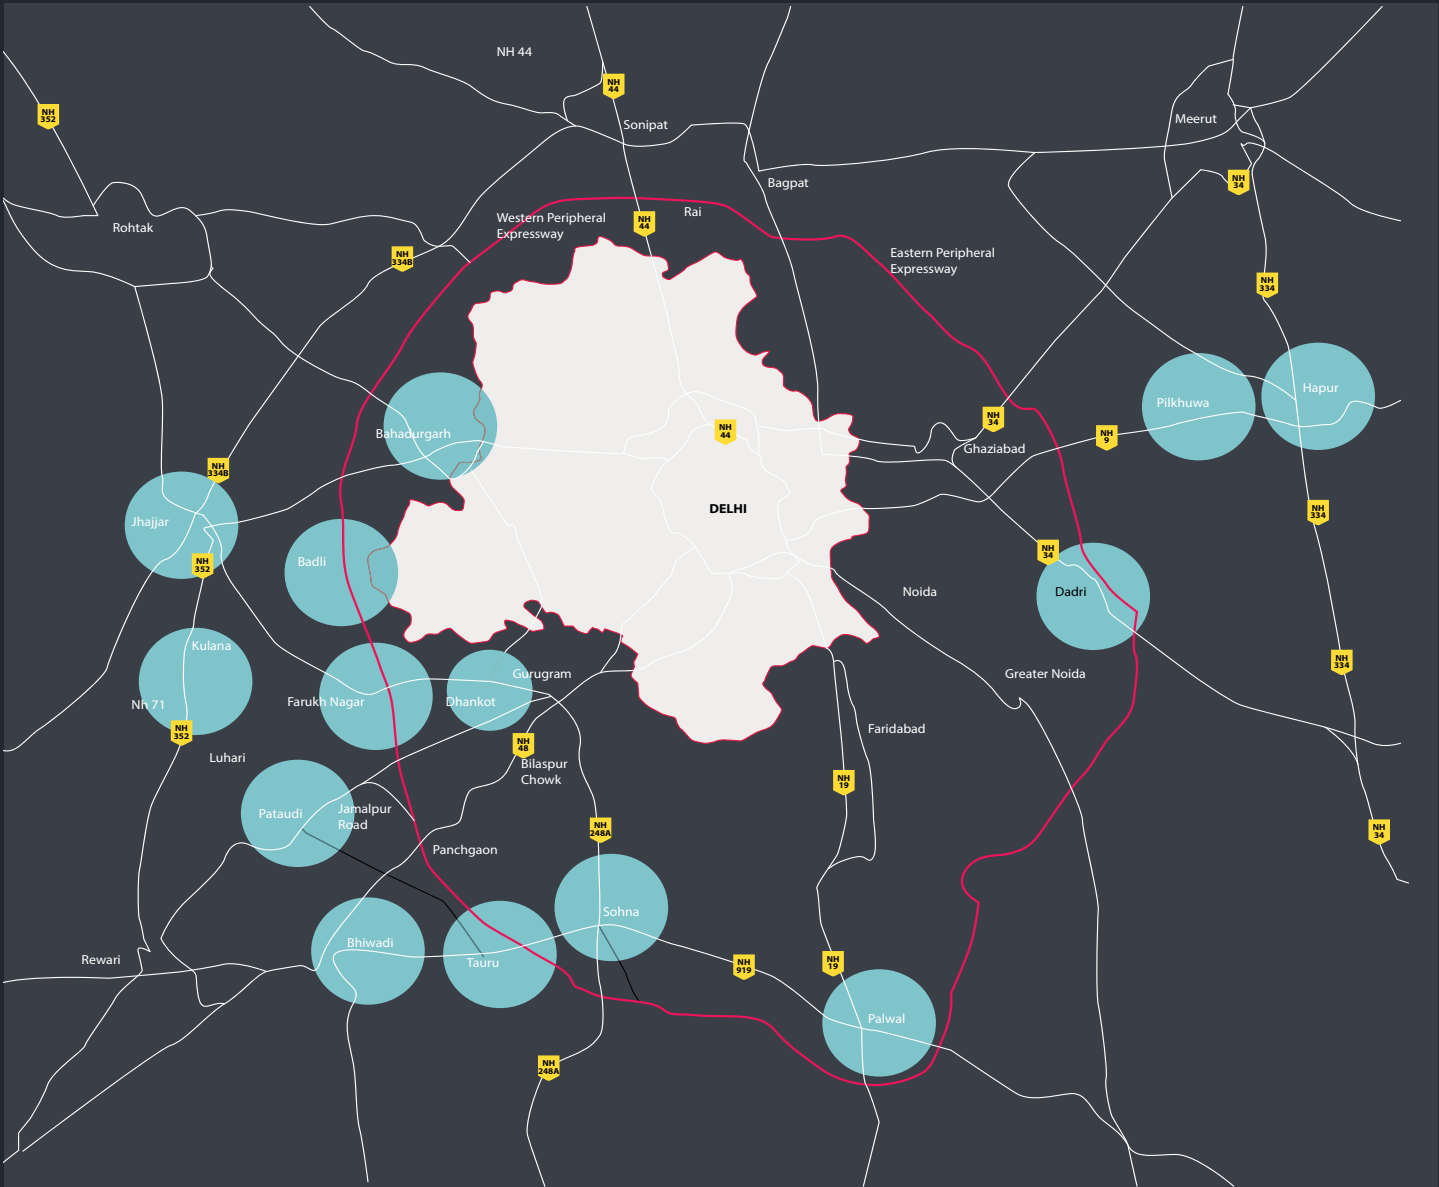 NH 44
NH
44
NH
352
Sonipat
Meerut
NH
34
Bagpat
Rohtak
Western Peripheral
Expressway
NH
44
Rai
NH
334B
Eastern Peripheral
Expressway
NH
334
Hapur
Pilkhuwa
NH
34
Bahadurgarh
NH
44
NH
9
Ghaziabad
NH
334B
DELHI
NH
334
Jhajjar
NH
34
Badli
NH
352
Noida
Dadri
Kulana
NH
334
Gurugram
Greater Noida
Nh 71
Farukh Nagar
Dhankot
NH
352
Faridabad
NH
48
Luhari
Bilaspur
Chowk
NH
19
Pataudi
Jamalpur
Road
NH
248A
NH
34
Panchgaon
Sohna
Bhiwadi
Rewari
Tauru
NH
919
NH
19
Palwal
NH
248A